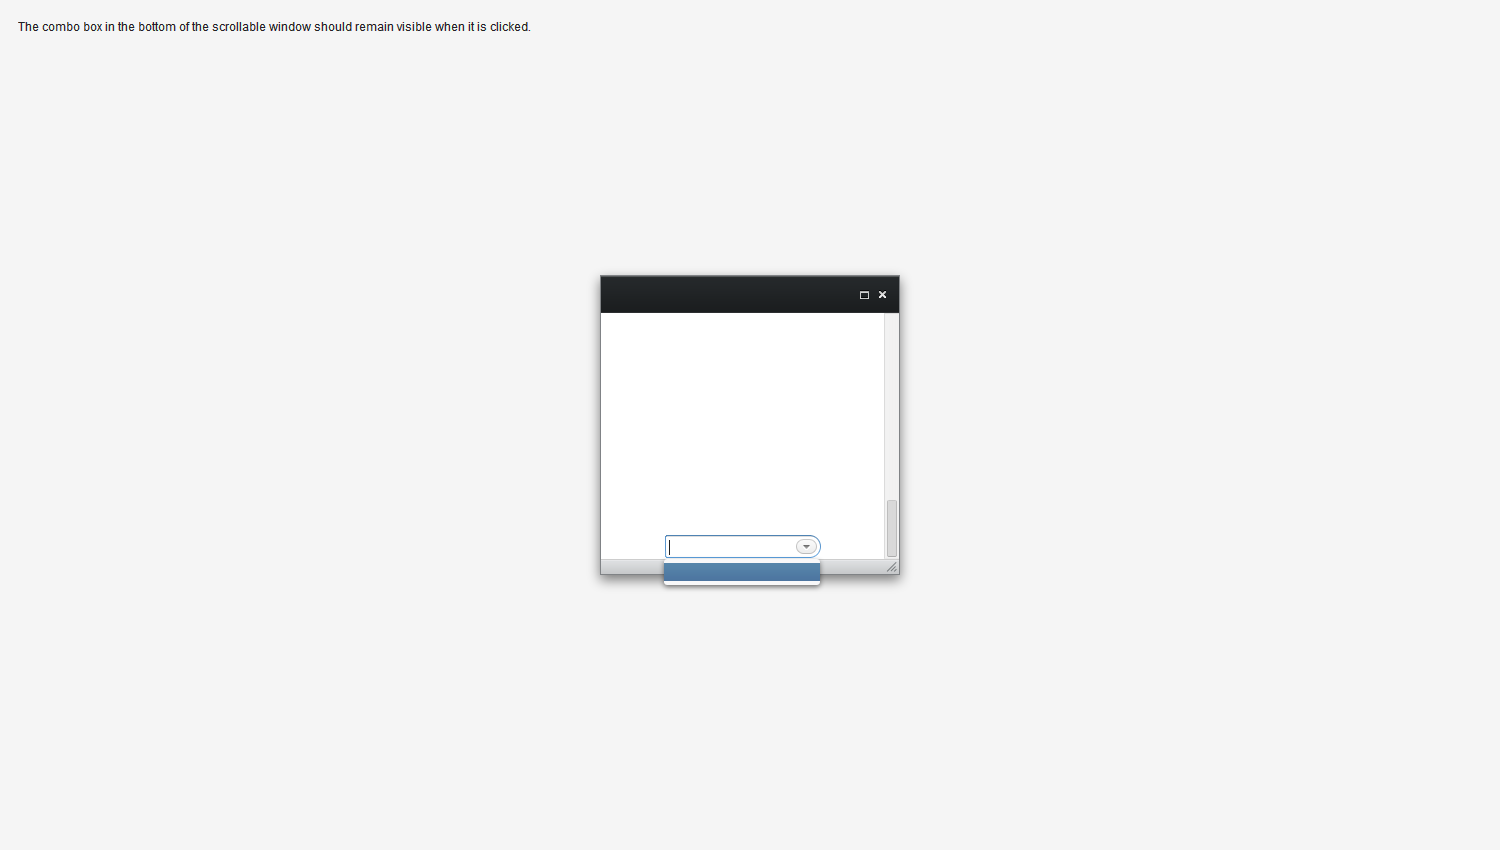 The combo box in the bottom of the scrollable window should remain visible when it is clicked.